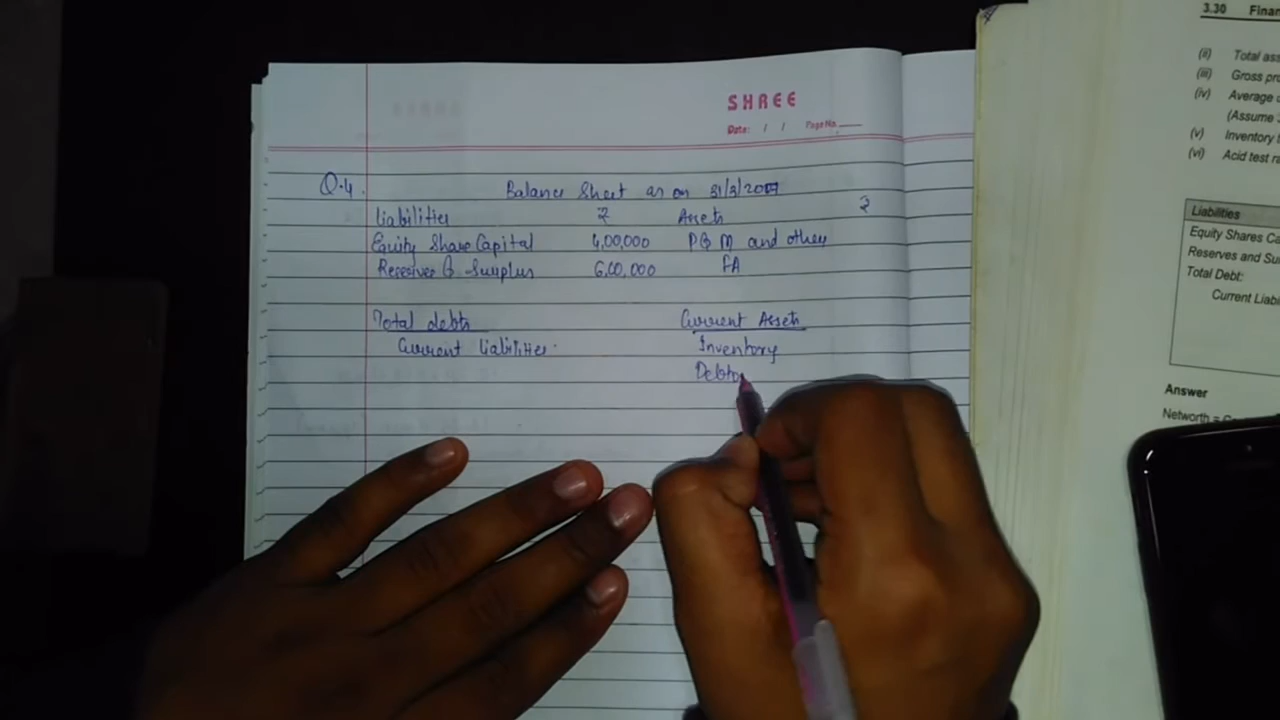 SHREE
Date: / / Page No.
Q.4. Balance Sheet as on 31/3/2007
Liabilities ₹ Assets ₹
Equity Share Capital 4,00,000 P & M and other
Reserves & Surplus 6,00,000 FA
Total debts Current Assets
Current liabilities. Inventory
Debto
3.30 Finan
(ii) Total ass
(iii) Gross pro
(iv) Average
(Assume 3
(v) Inventory t
(vi) Acid test ra
Liabilities
Equity Shares Ca
Reserves and Su
Total Debt:
Current Liabi
Answer
Networth =